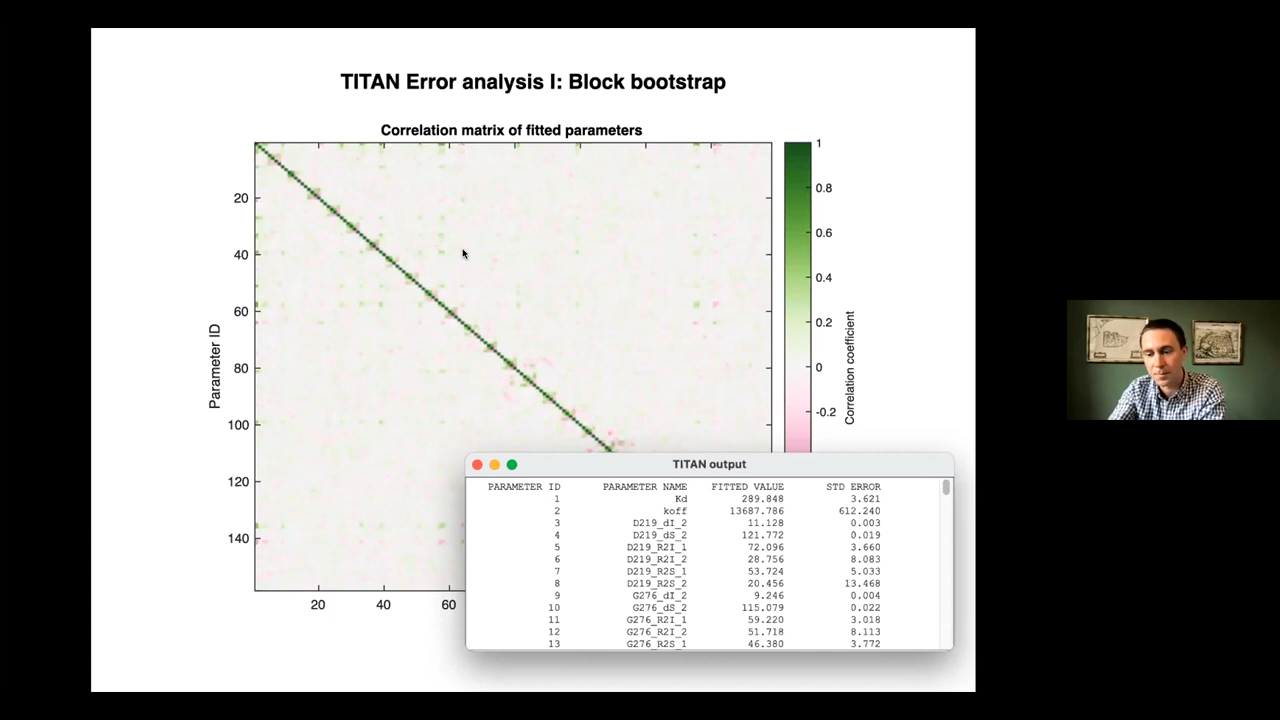 TITAN Error analysis I: Block bootstrap
Correlation matrix of fitted parameters
1
0.8
0.6
0.4
0.2
0
-0.2
Correlation coefficient
Parameter ID
20
40
60
80
100
120
140
20
40
60
TITAN output
PARAMETER ID PARAMETER NAME FITTED VALUE STD ERROR
1 Kd 289.848 3.621
2 koff 13687.786 612.240
3 D219_dI_2 11.128 0.003
4 D219_dS_2 121.772 0.019
5 D219_R2I_1 72.096 3.660
6 D219_R2I_2 28.756 8.083
7 D219_R2S_1 53.724 5.033
8 D219_R2S_2 20.456 13.468
9 G276_dI_2 9.246 0.004
10 G276_dS_2 115.079 0.022
11 G276_R2I_1 59.220 3.018
12 G276_R2I_2 51.718 8.113
13 G276_R2S_1 46.380 3.772